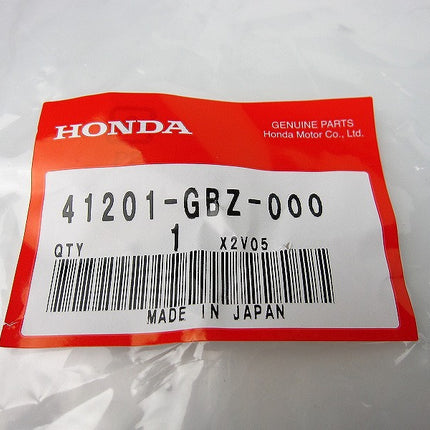 HONDA
GENUINE PARTS
Honda Motor Co., Ltd.
41201-GBZ-000
QTY 1 X2V05
MADE IN JAPAN